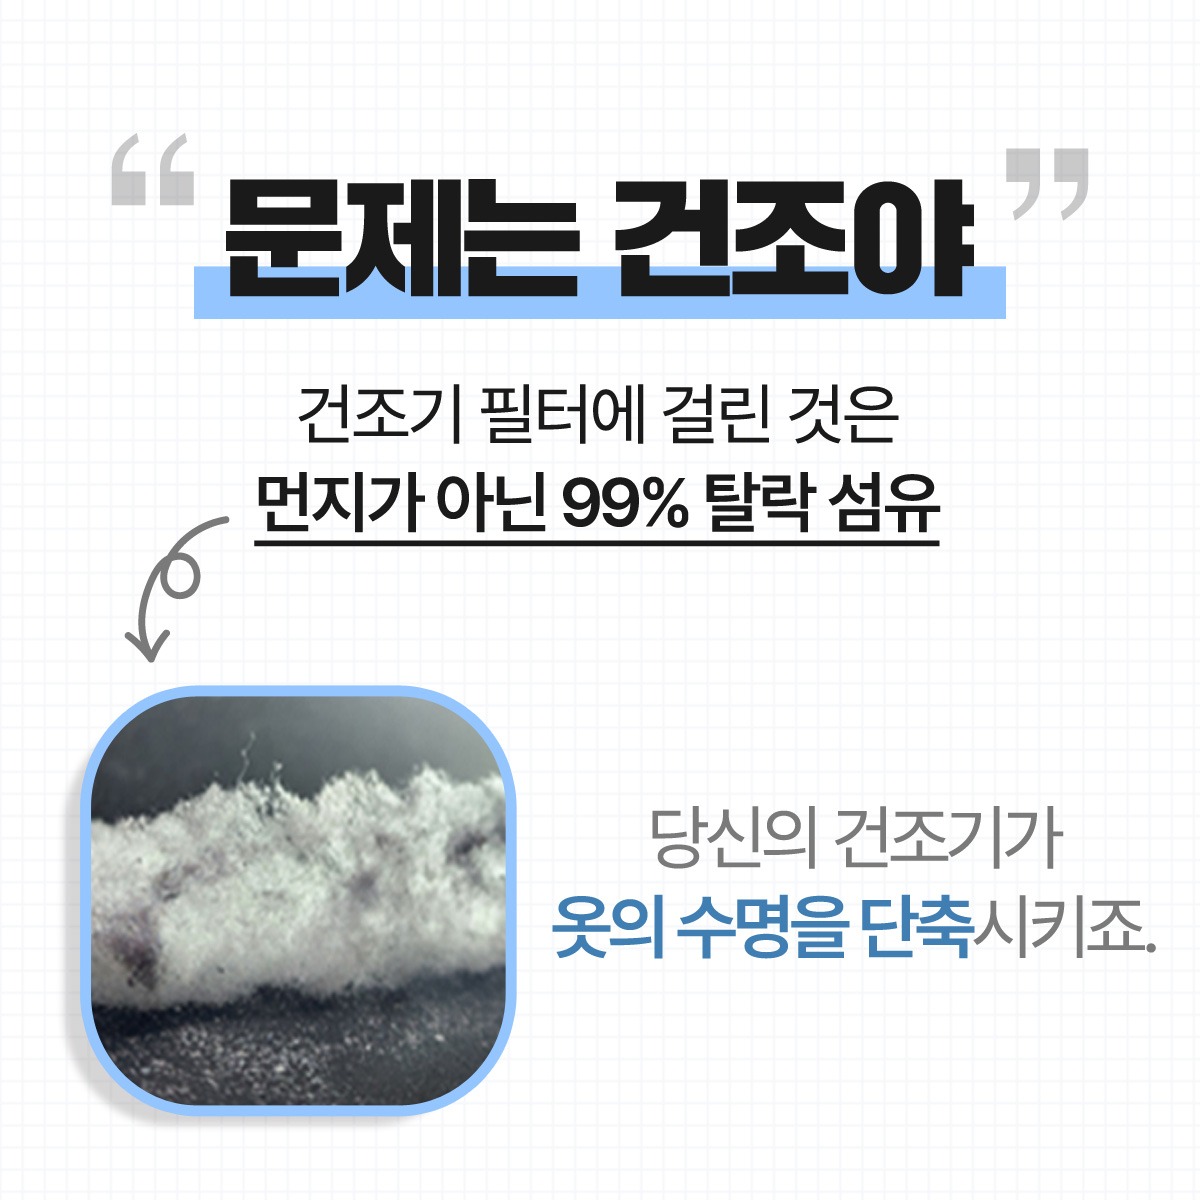 “문제는 건조야”
건조기 필터에 걸린 것은
먼지가 아닌 99% 탈락 섬유
당신의 건조기가
옷의 수명을 단축시키죠.